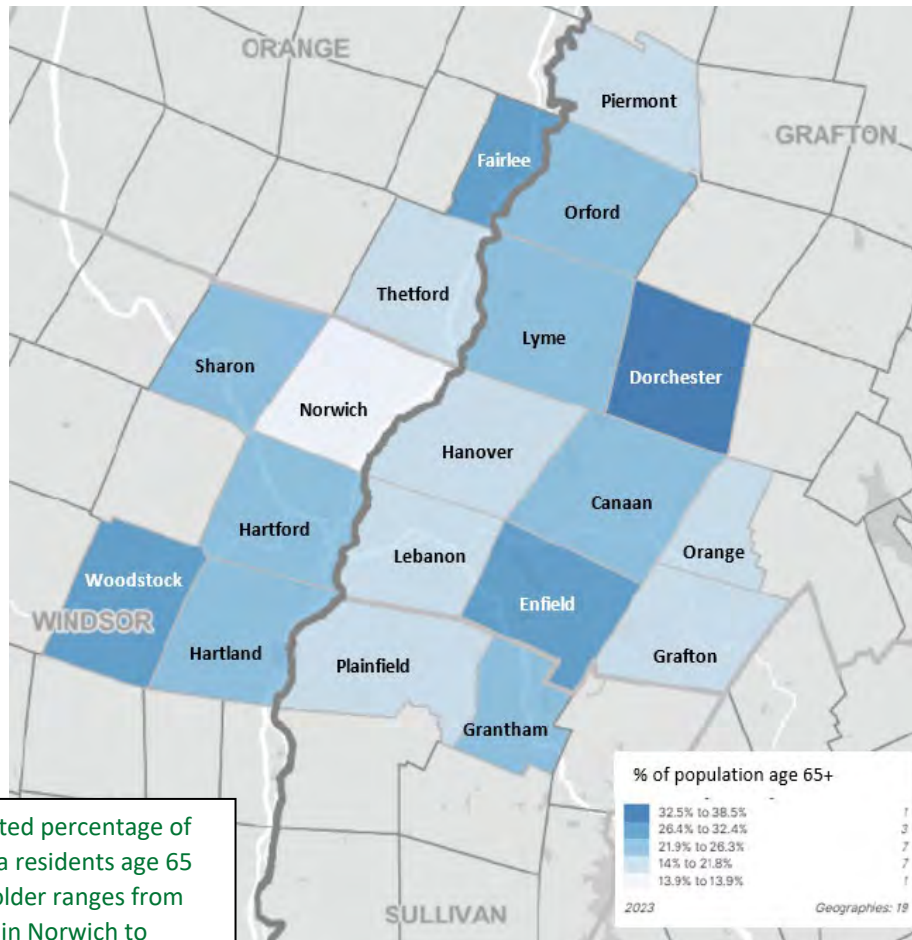 ORANGE
Piermont
GRAFTON
Fairlee
Orford
Thetford
Lyme
Sharon
Dorchester
Norwich
Hanover
Canaan
Hartford
Orange
Lebanon
Woodstock
Enfield
WINDSOR
Hartland
Grafton
Plainfield
Grantham
% of population age 65+
32.5% to 38.5% 1
26.4% to 32.4% 3
21.9% to 26.3% 7
14% to 21.8% 7
13.9% to 13.9% 1
2023 Geographies: 19
ted percentage of
a residents age 65
older ranges from
in Norwich to
SULLIVAN